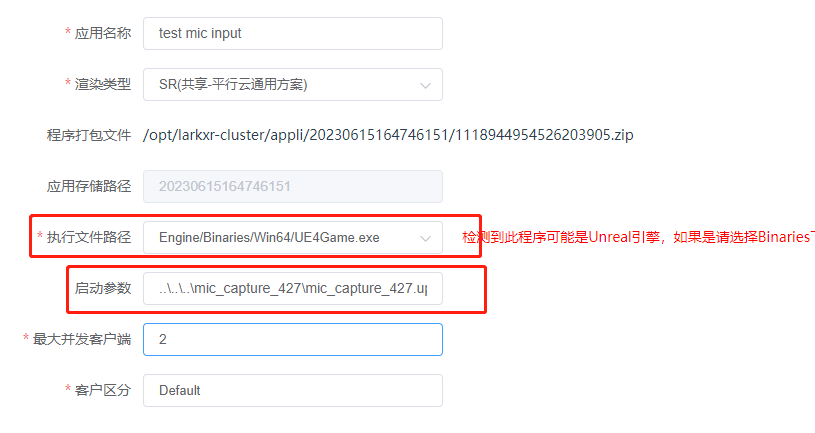 * 应用名称 test mic input
* 渲染类型 SR(共享-平行云通用方案)
程序打包文件 /opt/larkxr-cluster/appli/20230615164746151/1118944954526203905.zip
应用存储路径 20230615164746151
* 执行文件路径 Engine/Binaries/Win64/UE4Game.exe 检测到此程序可能是Unreal引擎，如果是请选择Binaries
启动参数 ..\..\..\mic_capture_427\mic_capture_427.up
* 最大并发客户端 2
* 客户区分 Default